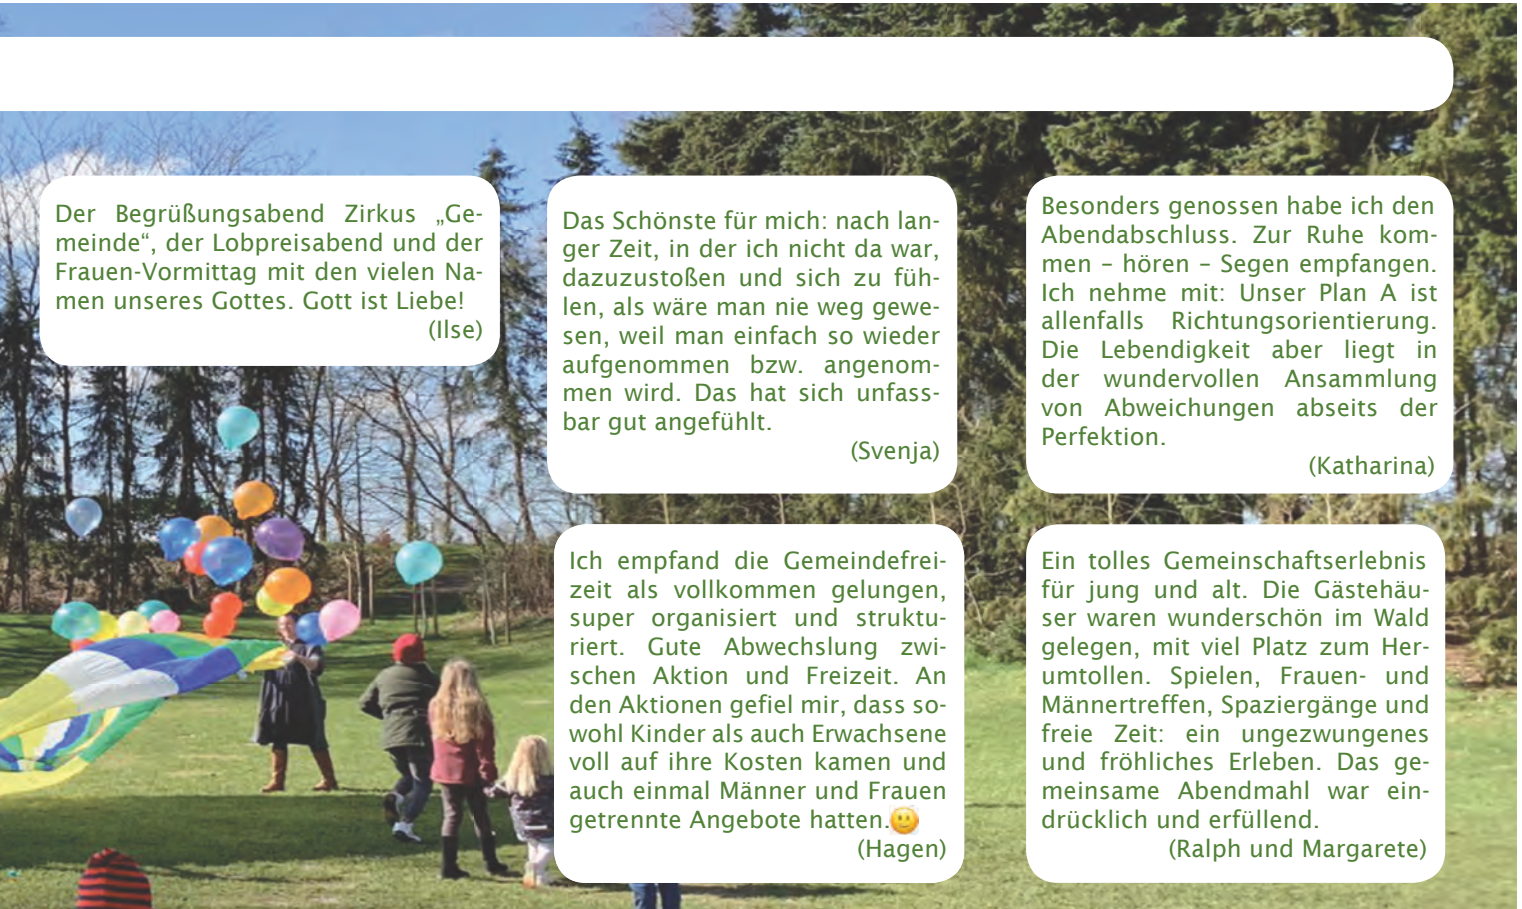 Der Begrüßungsabend Zirkus „Ge-
meinde“, der Lobpreisabend und der
Frauen-Vormittag mit den vielen Na-
men unseres Gottes. Gott ist Liebe!
(Ilse)
Das Schönste für mich: nach lan-
ger Zeit, in der ich nicht da war,
dazuzustoßen und sich zu füh-
len, als wäre man nie weg gewe-
sen, weil man einfach so wieder
aufgenommen bzw. angenom-
men wird. Das hat sich unfass-
bar gut angefühlt.
(Svenja)
Besonders genossen habe ich den
Abendabschluss. Zur Ruhe kom-
men – hören – Segen empfangen.
Ich nehme mit: Unser Plan A ist
allenfalls Richtungsorientierung.
Die Lebendigkeit aber liegt in
der wundervollen Ansammlung
von Abweichungen abseits der
Perfektion.
(Katharina)
Ich empfand die Gemeindefrei-
zeit als vollkommen gelungen,
super organisiert und struktu-
riert. Gute Abwechslung zwi-
schen Aktion und Freizeit. An
den Aktionen gefiel mir, dass so-
wohl Kinder als auch Erwachsene
voll auf ihre Kosten kamen und
auch einmal Männer und Frauen
getrennte Angebote hatten.🙂
(Hagen)
Ein tolles Gemeinschaftserlebnis
für jung und alt. Die Gästehäu-
ser waren wunderschön im Wald
gelegen, mit viel Platz zum Her-
umtollen. Spielen, Frauen- und
Männertreffen, Spaziergänge und
freie Zeit: ein ungezwungenes
und fröhliches Erleben. Das ge-
meinsame Abendmahl war ein-
drücklich und erfüllend.
(Ralph und Margarete)